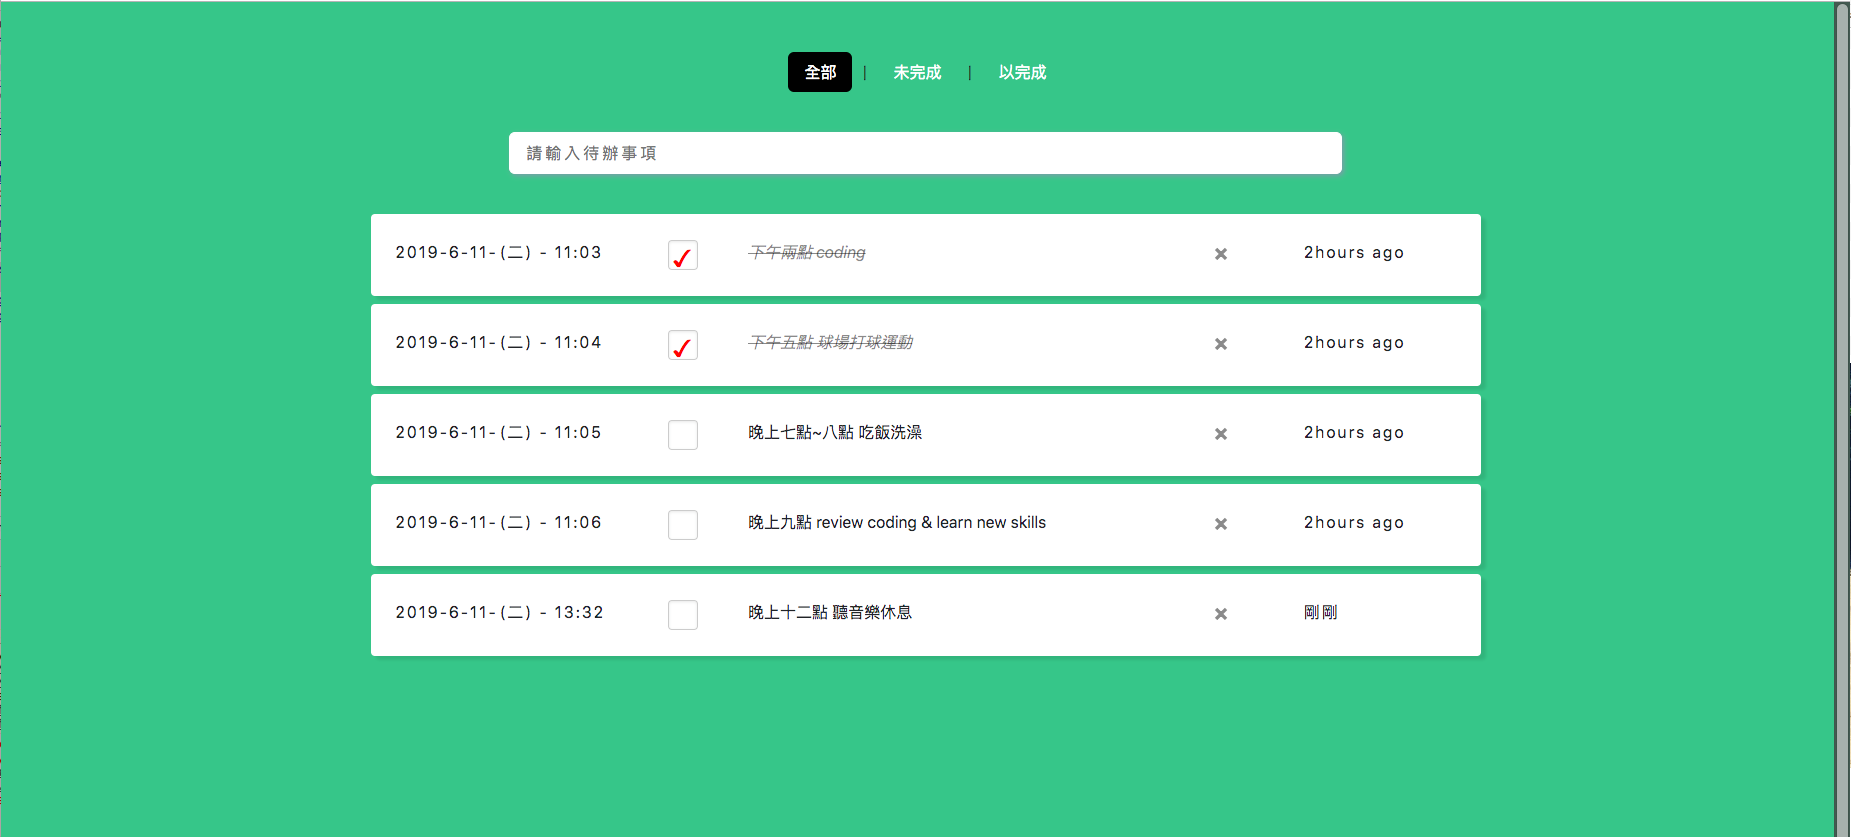 全部 | 未完成 | 以完成
請輸入待辦事項
2019-6-11-(二) - 11:03 下午兩點 coding × 2hours ago
2019-6-11-(二) - 11:04 下午五點 球場打球運動 × 2hours ago
2019-6-11-(二) - 11:05 晚上七點~八點 吃飯洗澡 × 2hours ago
2019-6-11-(二) - 11:06 晚上九點 review coding & learn new skills × 2hours ago
2019-6-11-(二) - 13:32 晚上十二點 聽音樂休息 × 剛剛